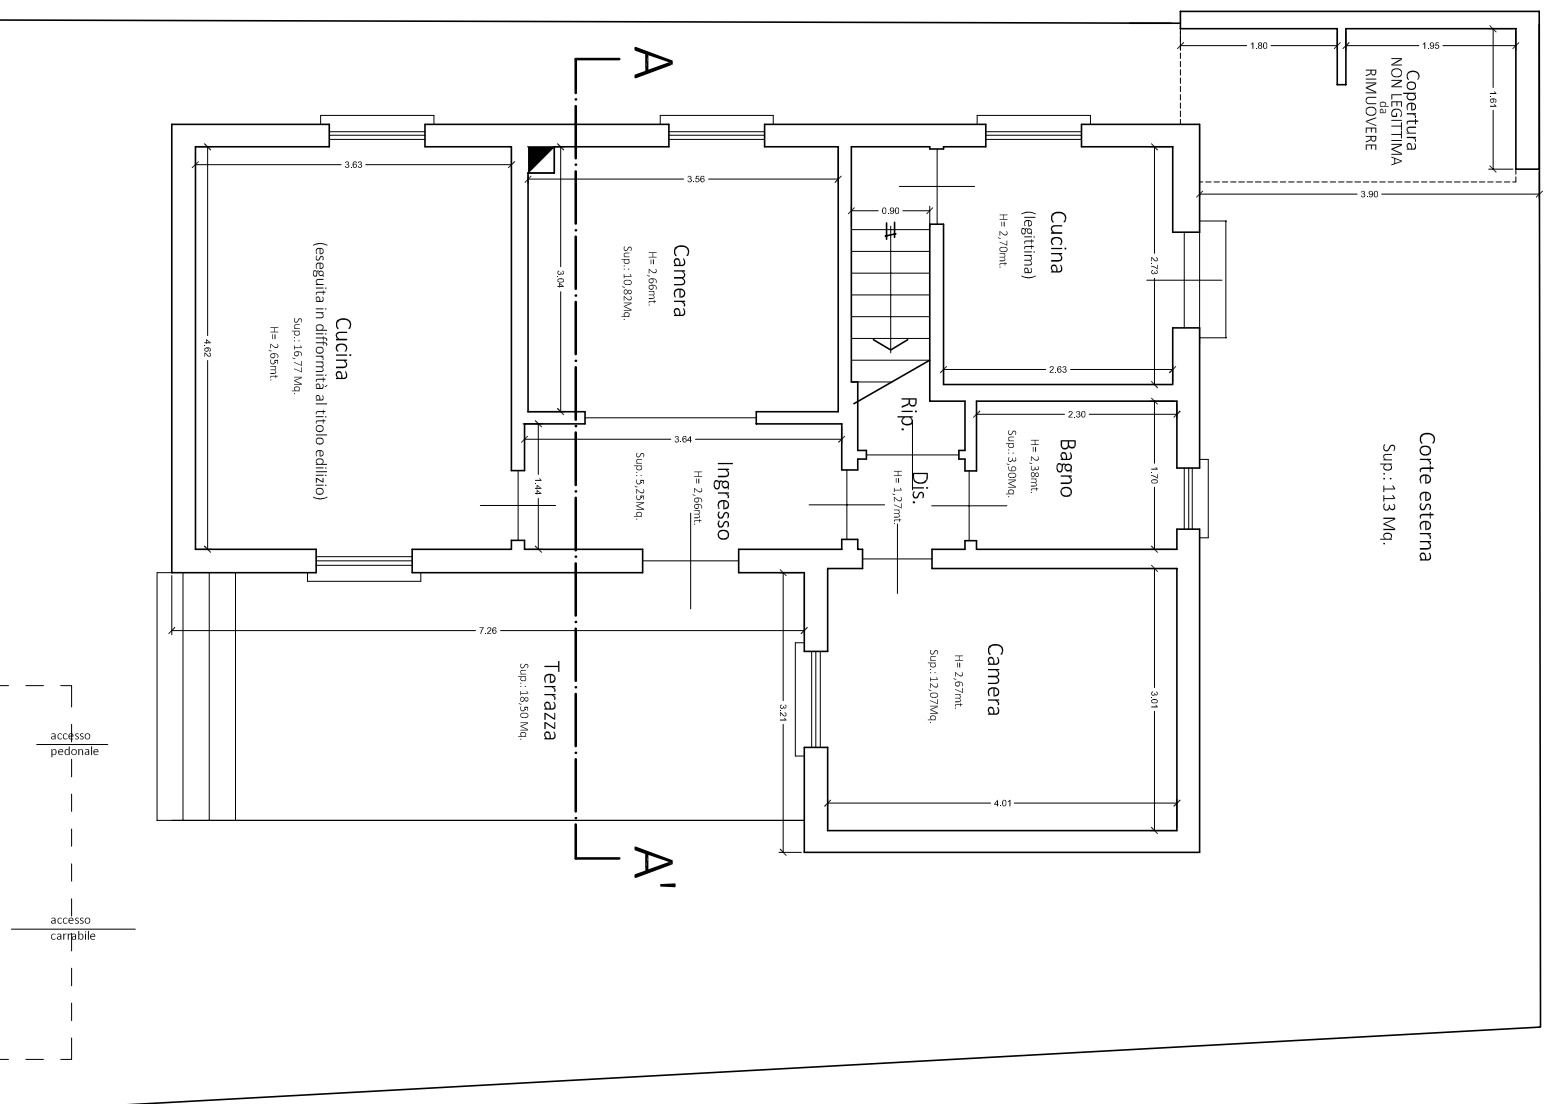 A
1.80
1.95
1.61
Copertura
NON LEGITTIMA
da
RIMUOVERE
3.90
3.63
3.56
0.90
Cucina
(legittima)
H= 2,70mt.
2.73
2.63
Camera
H= 2,66mt.
Sup.: 10,82Mq.
3.04
Cucina
(eseguita in difformità al titolo edilizio)
Sup.: 16,77 Mq.
H= 2,65mt.
4.62
Rip.
2.30
Bagno
H= 2,38mt.
Sup.: 3,90Mq.
1.70
3.64
1.44
Ingresso
H= 2,66mt.
Sup.: 5,25Mq.
Dis.
H= 1,27mt.
Corte esterna
Sup.: 113 Mq.
7.26
Terrazza
Sup.: 18,50 Mq.
3.21
Camera
H= 2,67mt.
Sup.: 12,07Mq.
3.01
4.01
A'
accesso
pedonale
accesso
carrabile